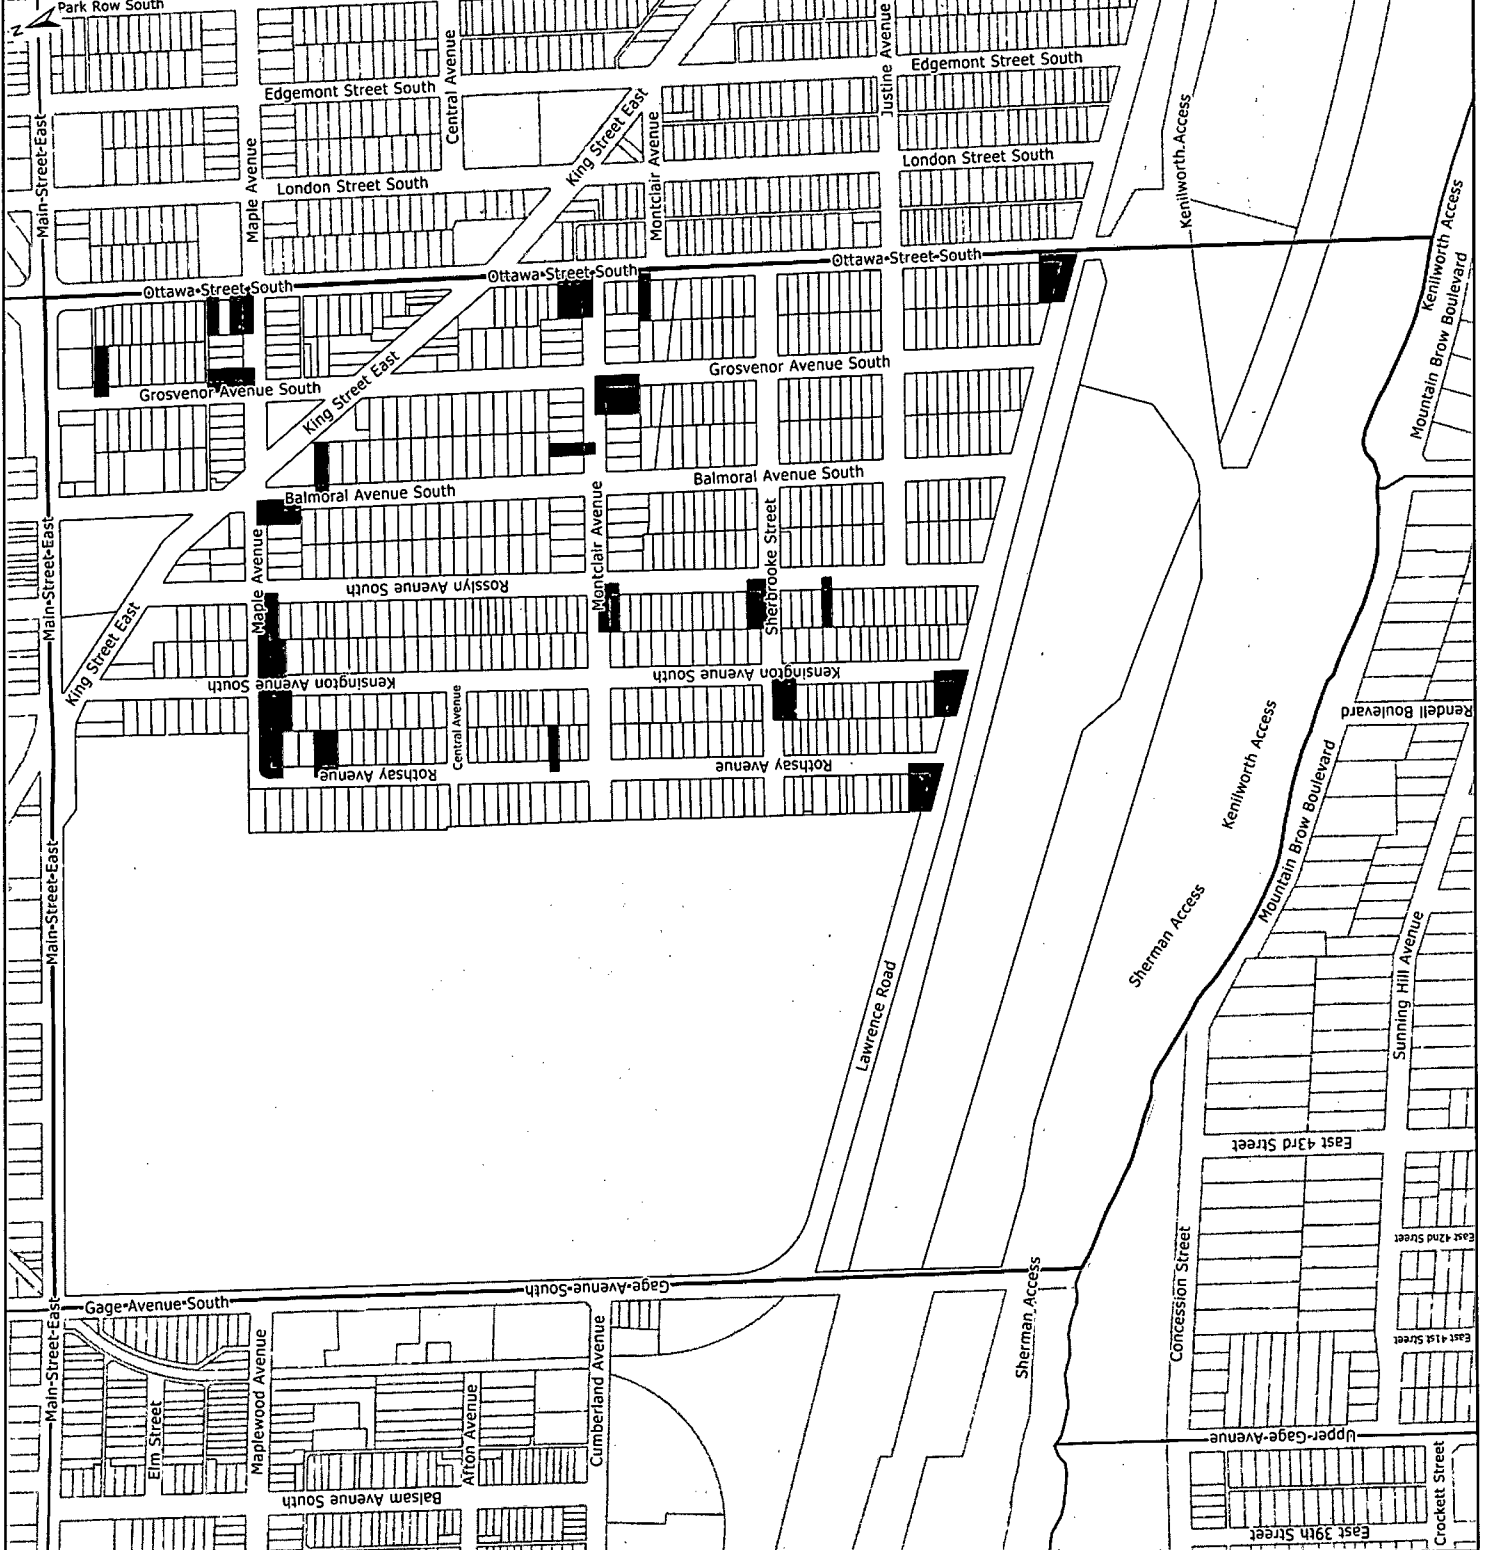 Park Row South
N
Main-Street-East
Edgemont Street South
Central Avenue
Justine Avenue
Edgemont Street South
Maple Avenue
King Street East
Montclair Avenue
London Street South
London Street South
Kenilworth Access
Kenilworth Access
Kenilworth Access
Mountain Brow Boulevard
Ottawa-Street-South
Ottawa-Street-South
Ottawa-Street-South
Grosvenor Avenue South
King Street East
Grosvenor Avenue South
Balmoral Avenue South
Balmoral Avenue South
Main-Street-East
Maple Avenue
Montclair Avenue
Sherbrooke Street
Rosslyn Avenue South
King Street East
Kensington Avenue South
Kensington Avenue South
Central Avenue
Rothsay Avenue
Rothsay Avenue
Rendell Boulevard
Kenilworth Access
Mountain Brow Boulevard
Main-Street-East
Sherman Access
Lawrence Road
Sunning Hill Avenue
East 43rd Street
Concession Street
East 42nd Street
Gage-Avenue-South
Gage-Avenue-South
Main-Street-East
Sherman Access
East 41st Street
Elm Street
Maplewood Avenue
Afton Avenue
Cumberland Avenue
Upper-Gage-Avenue
Crockett Street
Balsam Avenue South
East 39th Street